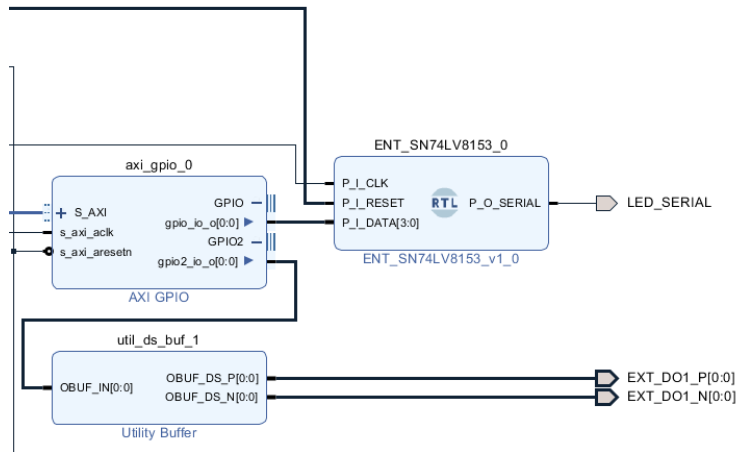 ENT_SN74LV8153_0
P_I_CLK
P_I_RESET
P_I_DATA[3:0]
RTL
P_O_SERIAL
ENT_SN74LV8153_v1_0
LED_SERIAL
axi_gpio_0
S_AXI
s_axi_aclk
s_axi_aresetn
GPIO
gpio_io_o[0:0]
GPIO2
gpio2_io_o[0:0]
AXI GPIO
util_ds_buf_1
OBUF_IN[0:0]
OBUF_DS_P[0:0]
OBUF_DS_N[0:0]
Utility Buffer
EXT_DO1_P[0:0]
EXT_DO1_N[0:0]